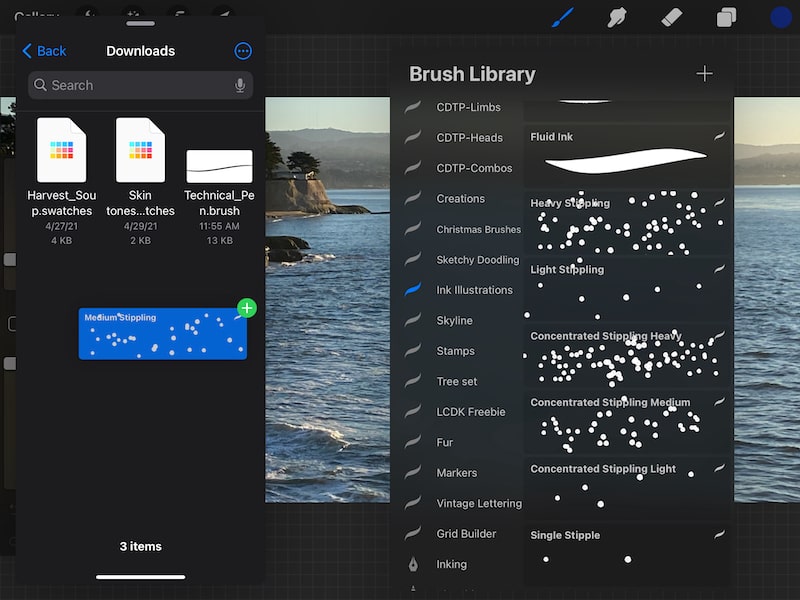 Gallery
Back
Downloads
Search
Harvest_Sou
p.swatches
4/27/21
4 KB
Skin
tones...tches
4/29/21
2 KB
Technical_Pe
n.brush
11:55 AM
13 KB
Medium Stippling
3 items
Brush Library
CDTP-Limbs
CDTP-Heads
CDTP-Combos
Creations
Christmas Brushes
Sketchy Doodling
Ink Illustrations
Skyline
Stamps
Tree set
LCDK Freebie
Fur
Markers
Vintage Lettering
Grid Builder
Inking
Fluid Ink
Heavy Stippling
Light Stippling
Concentrated Stippling Heavy
Concentrated Stippling Medium
Concentrated Stippling Light
Single Stipple